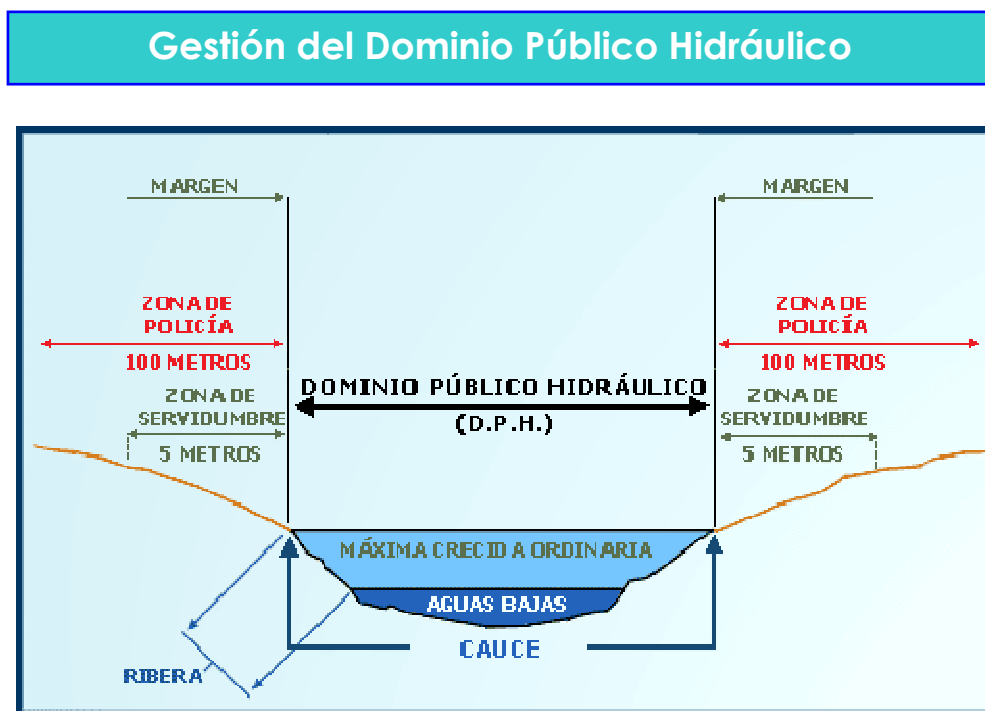 Gestión del Dominio Público Hidráulico
MARGEN
MARGEN
ZONA DE
POLICÍA
100 METROS
ZONA DE
POLICÍA
100 METROS
DOMINIO PÚBLICO HIDRÁULICO
(D.P.H.)
ZONA DE
SERVIDUMBRE
5 METROS
ZONA DE
SERVIDUMBRE
5 METROS
MÁXIMA CRECIDA ORDINARIA
AGUAS BAJAS
CAUCE
RIBERA